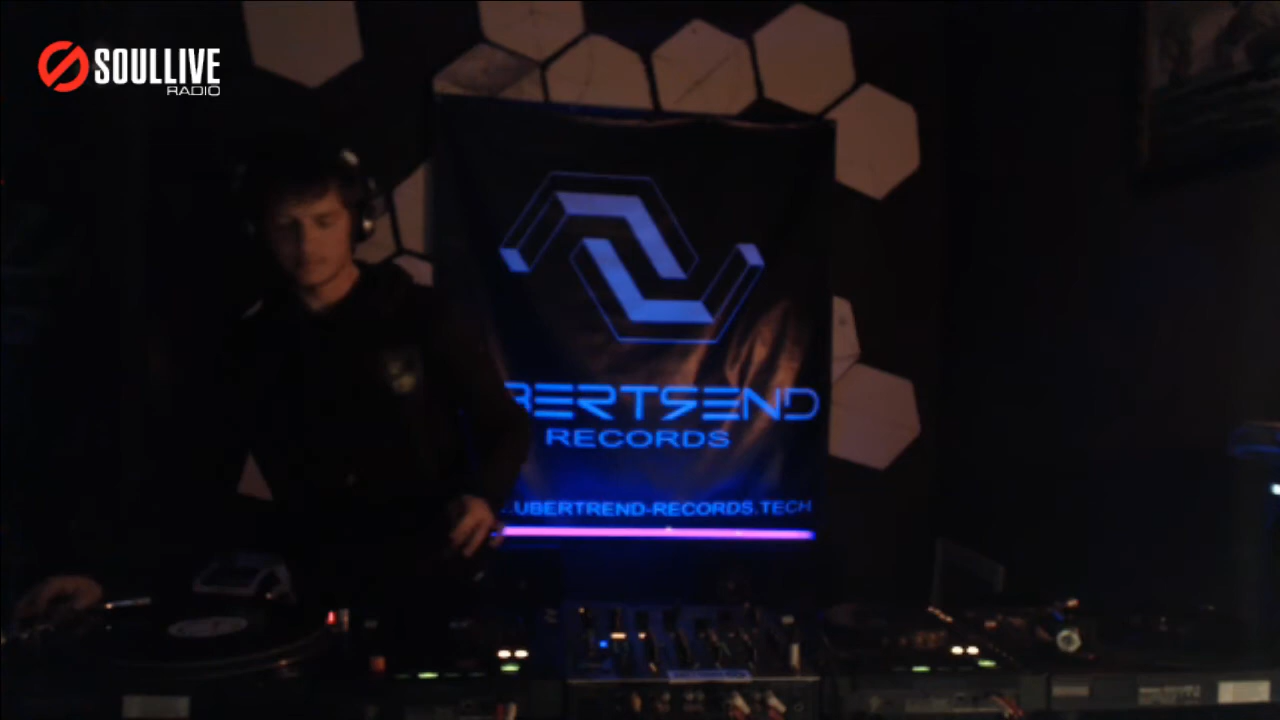 SOULLIVE
RADIO
BERTREND
RECORDS
.UBERTREND-RECORDS.TECH